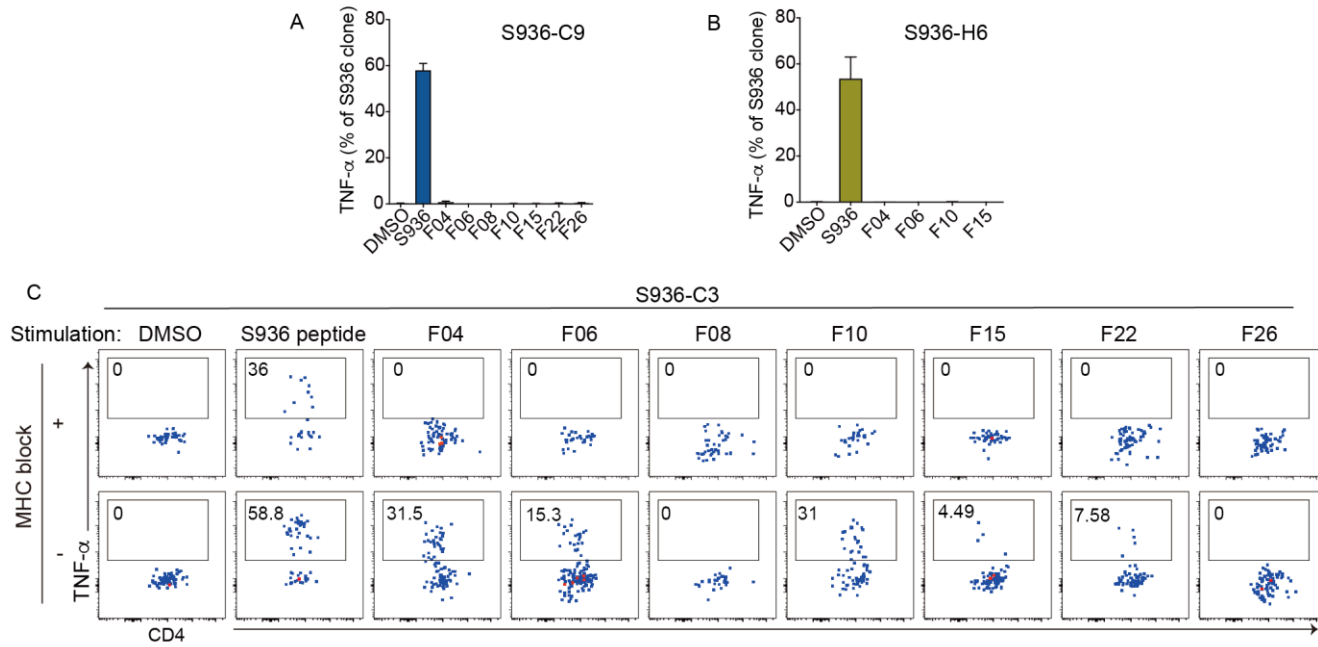 A
S936-C9
TNF-α (% of S936 clone)
80
60
40
20
0
DMSO
S936
F04
F06
F08
F10
F15
F22
F26
B
S936-H6
TNF-α (% of S936 clone)
80
60
40
20
0
DMSO
S936
F04
F06
F10
F15
C
S936-C3
Stimulation: DMSO S936 peptide F04 F06 F08 F10 F15 F22 F26
MHC block
+
0 36 0 0 0 0 0 0 0
-
0 58.8 31.5 15.3 0 31 4.49 7.58 0
TNF-α
CD4